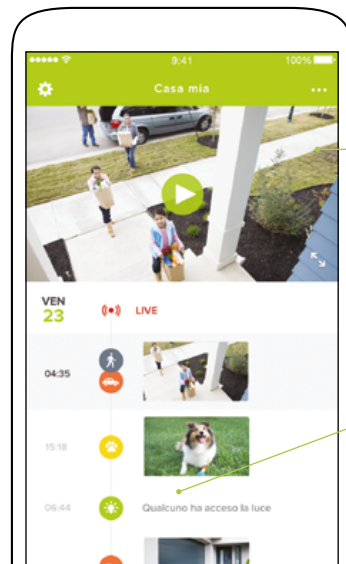 9:41
100%
Casa mia
VEN
23
LIVE
04:35
15:18
06:44
Qualcuno ha acceso la luce